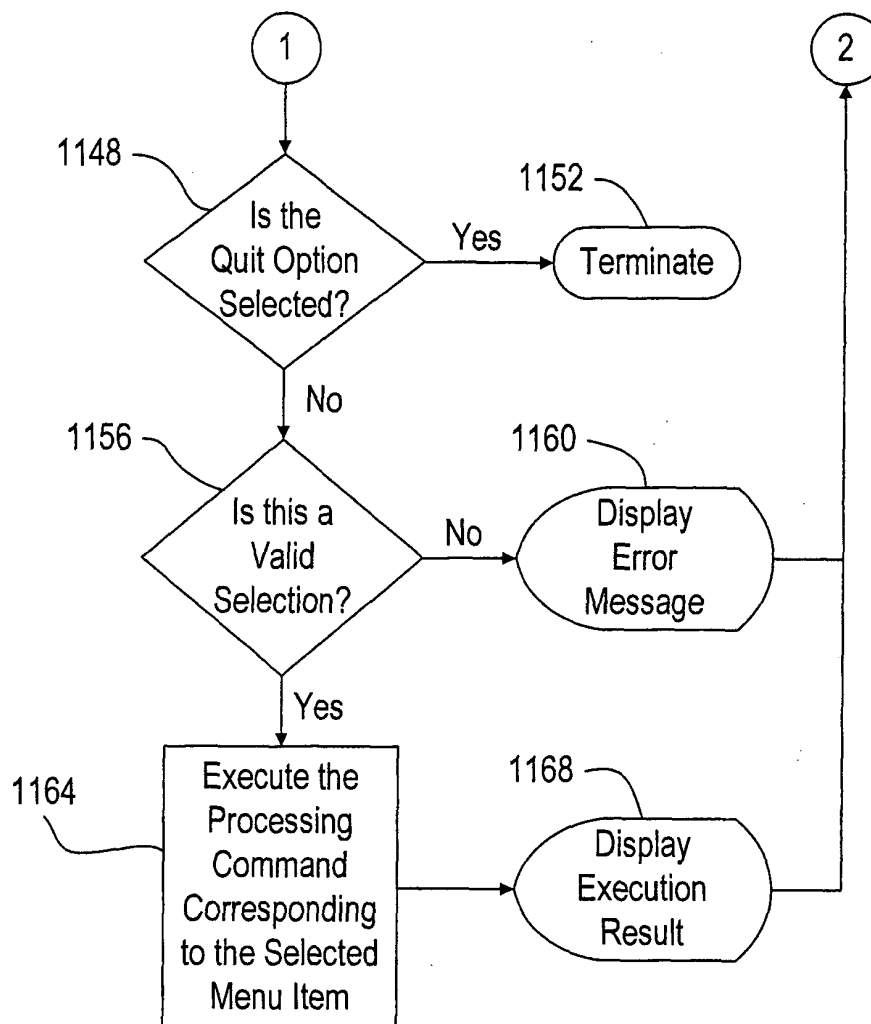 1
2
1148
Is the
Quit Option
Selected?
Yes
1152
Terminate
No
1156
Is this a
Valid
Selection?
No
1160
Display
Error
Message
Yes
1164
Execute the
Processing
Command
Corresponding
to the Selected
Menu Item
1168
Display
Execution
Result